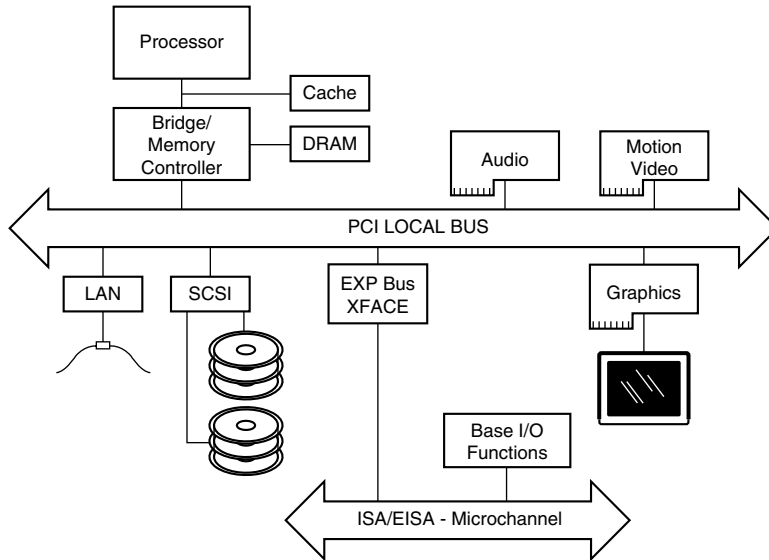 Processor
Cache
Bridge/
Memory
Controller
DRAM
Audio
Motion
Video
PCI LOCAL BUS
LAN
SCSI
EXP Bus
XFACE
Graphics
Base I/O
Functions
ISA/EISA - Microchannel